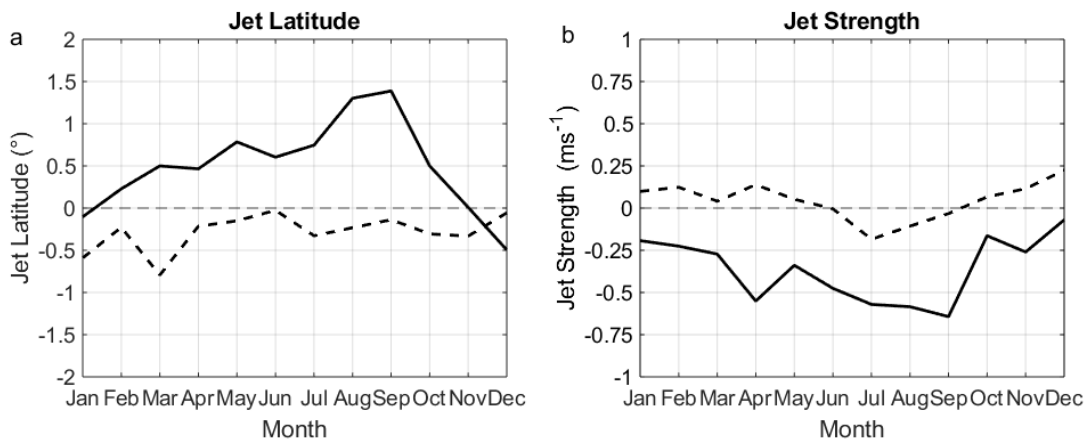 a
Jet Latitude
2
1.5
1
0.5
0
-0.5
-1
-1.5
-2
Jet Latitude (°)
Jan Feb Mar Apr May Jun Jul Aug Sep Oct Nov Dec
Month
b
Jet Strength
1
0.75
0.5
0.25
0
-0.25
-0.5
-0.75
-1
Jet Strength (ms⁻¹)
Jan Feb Mar Apr May Jun Jul Aug Sep Oct Nov Dec
Month